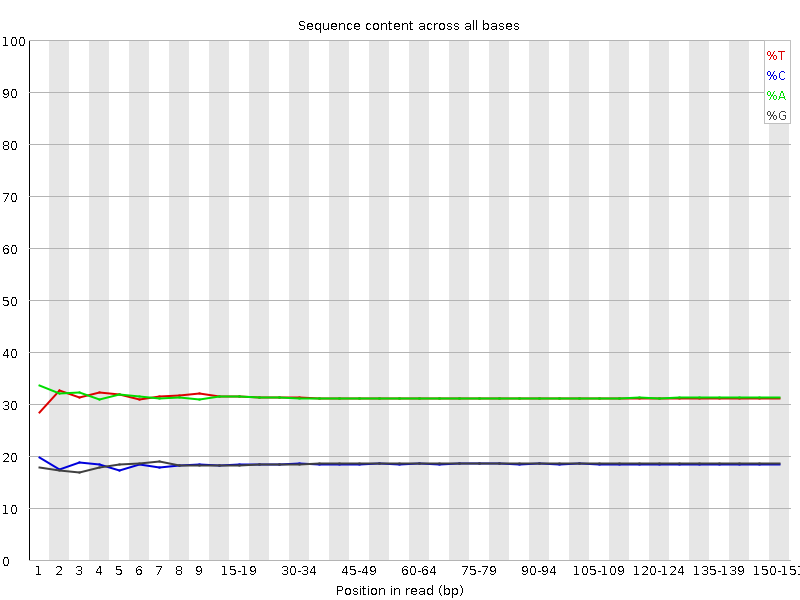 Sequence content across all bases
100
90
80
70
60
50
40
30
20
10
0
%T
%C
%A
%G
1 2 3 4 5 6 7 8 9 15-19 30-34 45-49 60-64 75-79 90-94 105-109 120-124 135-139 150-151
Position in read (bp)